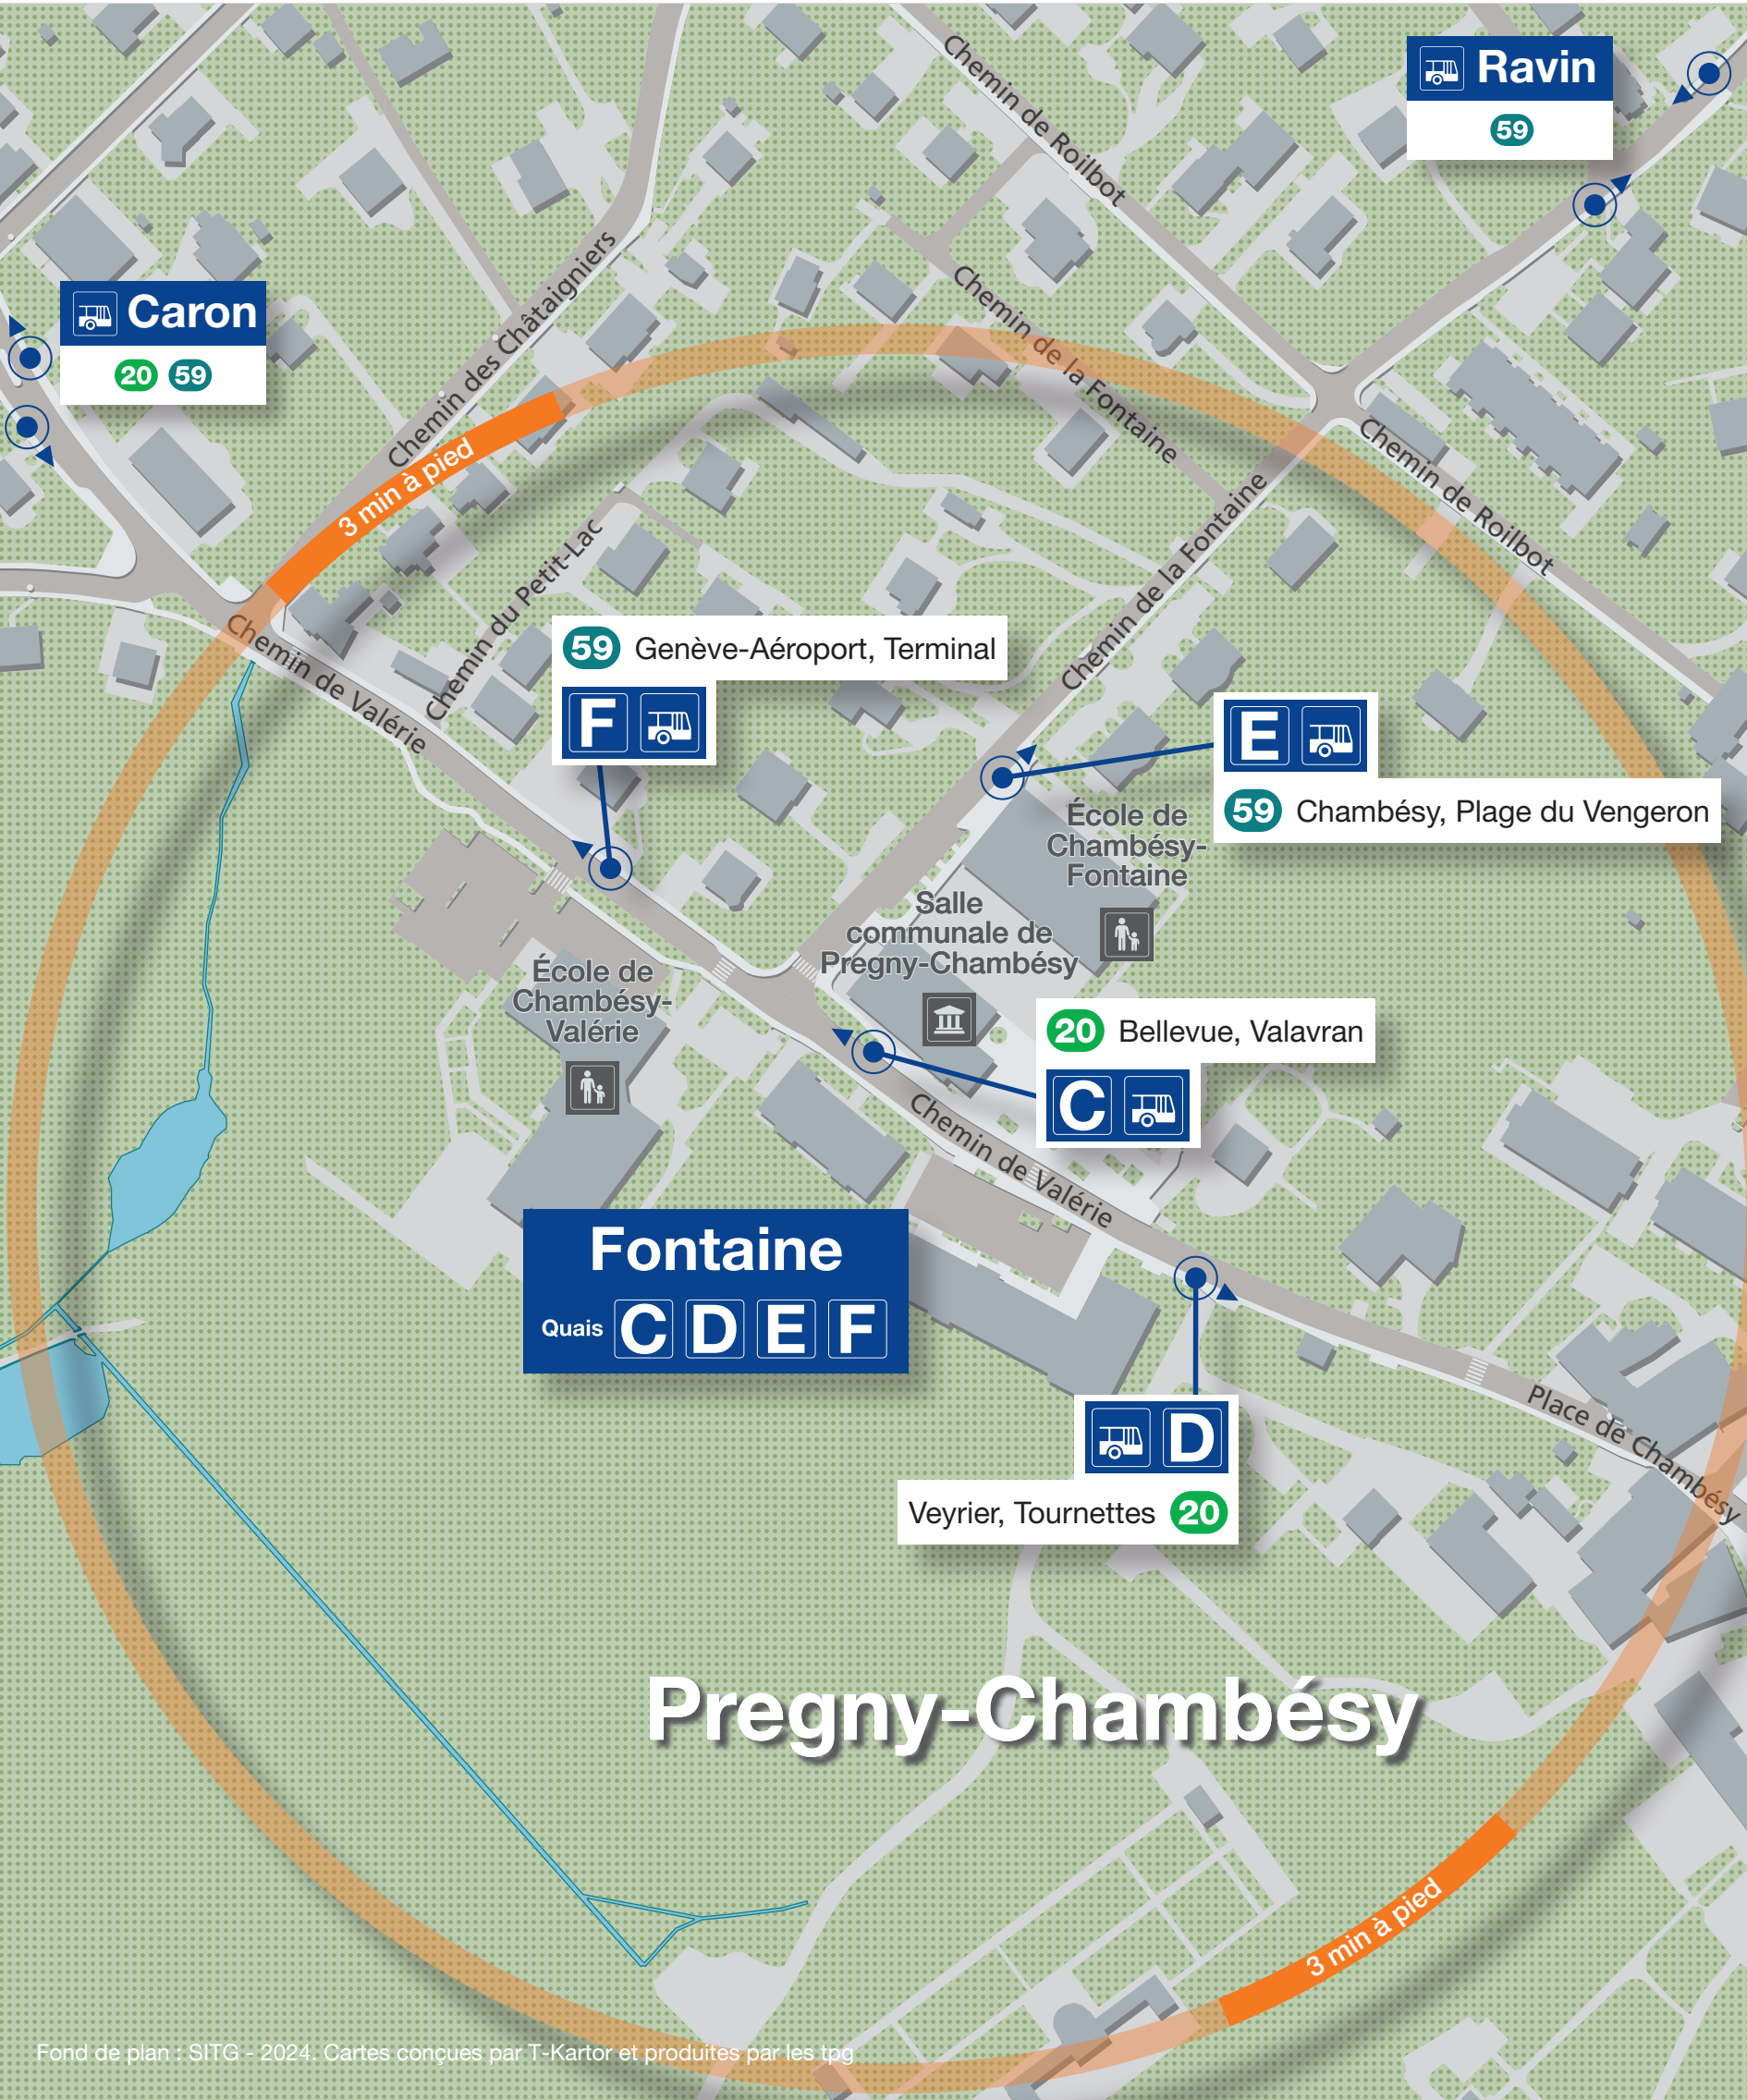 Chemin de Roilbot
Ravin
59
Caron
20 59
Chemin des Châtaigniers
Chemin de la Fontaine
3 min à pied
Chemin de Roilbot
Chemin du Petit-Lac
Chemin de la Fontaine
Chemin de Valérie
59 Genève-Aéroport, Terminal
F
E
59 Chambésy, Plage du Vengeron
École de
Chambésy-
Fontaine
Salle
communale de
Pregny-Chambésy
École de
Chambésy-
Valérie
20 Bellevue, Valavran
C
Chemin de Valérie
Fontaine
Quais C D E F
Place de Chambésy
D
Veyrier, Tournettes 20
Pregny-Chambésy
3 min à pied
Fond de plan : SITG - 2024. Cartes conçues par T-Kartor et produites par les tpg